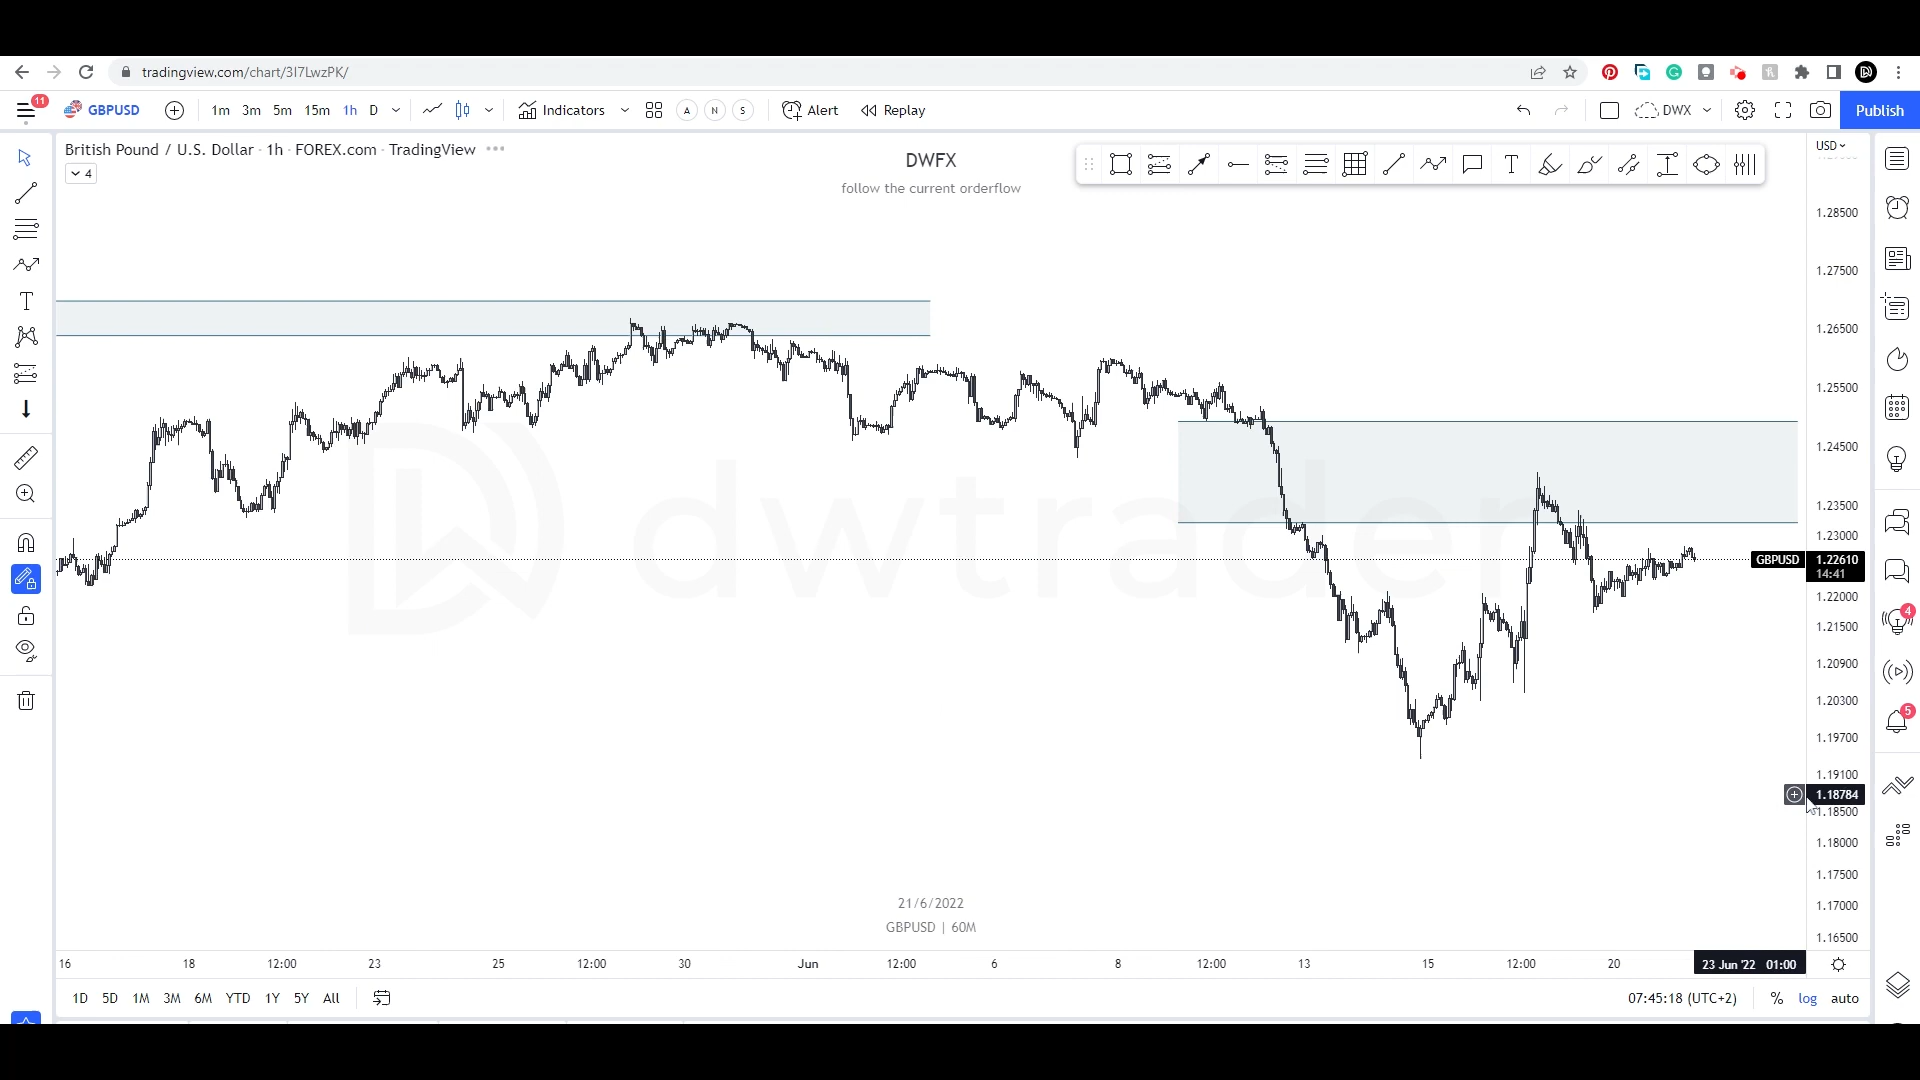 tradingview.com/chart/3I7LwzPK/
11
GBPUSD
1m 3m 5m 15m 1h D
Indicators
A N S
Alert
Replay
DWX
Publish
British Pound / U.S. Dollar · 1h · FOREX.com · TradingView
4
DWFX
follow the current orderflow
USD
1.28500
1.27500
1.26500
1.25500
1.24500
1.23500
1.23000
GBPUSD 1.22610
14:41
1.22000
1.21500
1.20900
1.20300
1.19700
1.19100
1.18784
1.18500
1.18000
1.17500
1.17000
1.16500
dwtrader
4
5
21/6/2022
GBPUSD | 60M
16 18 12:00 23 25 12:00 30 Jun 12:00 6 8 12:00 13 15 12:00 20 23 Jun '22 01:00
1D 5D 1M 3M 6M YTD 1Y 5Y All
07:45:18 (UTC+2) % log auto